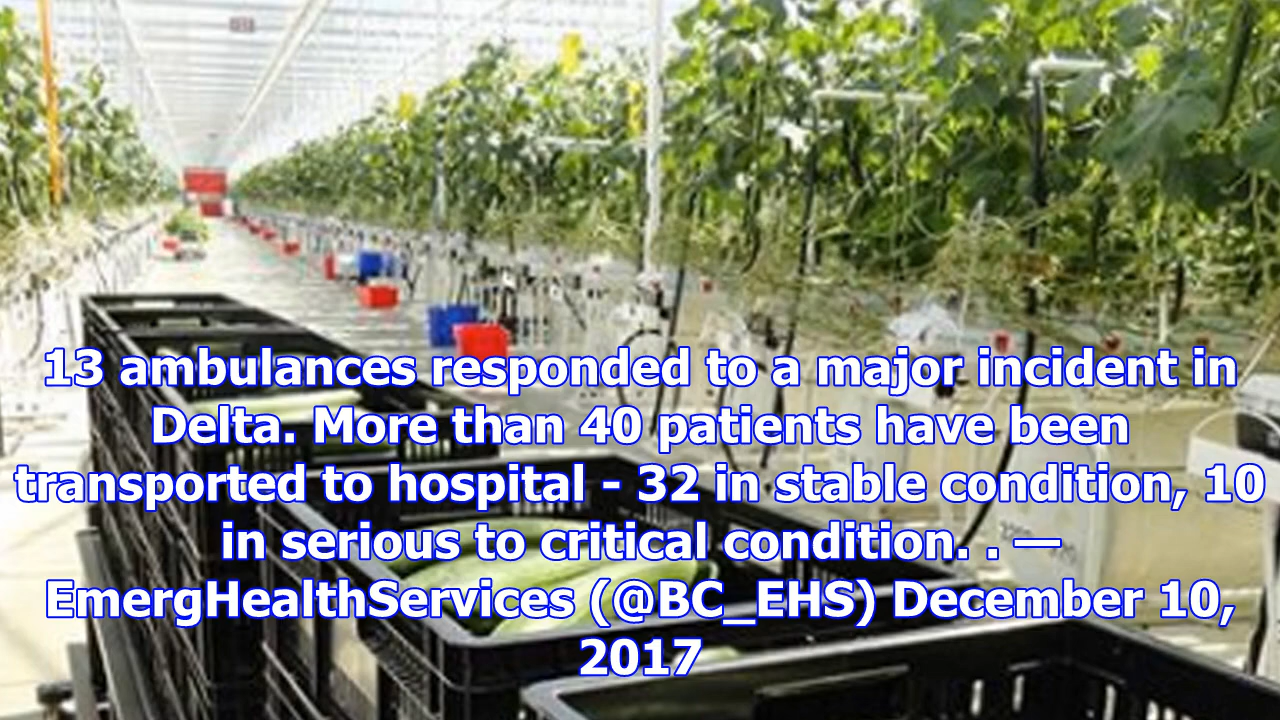 13 ambulances responded to a major incident in
Delta. More than 40 patients have been
transported to hospital - 32 in stable condition, 10
in serious to critical condition. . —
EmergHealthServices (@BC_EHS) December 10,
2017